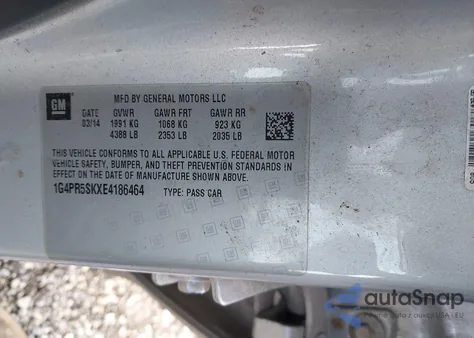 GM
MFD BY GENERAL MOTORS LLC
DATE GVWR GAWR FRT GAWR RR
03/14 1991 KG 1068 KG 923 KG
4388 LB 2353 LB 2035 LB
THIS VEHICLE CONFORMS TO ALL APPLICABLE U.S. FEDERAL MOTOR
VEHICLE SAFETY, BUMPER, AND THEFT PREVENTION STANDARDS IN
EFFECT ON THE DATE OF MANUFACTURE SHOWN ABOVE.
1G4PR5SKXE4186464 TYPE: PASS CAR
autoSnap